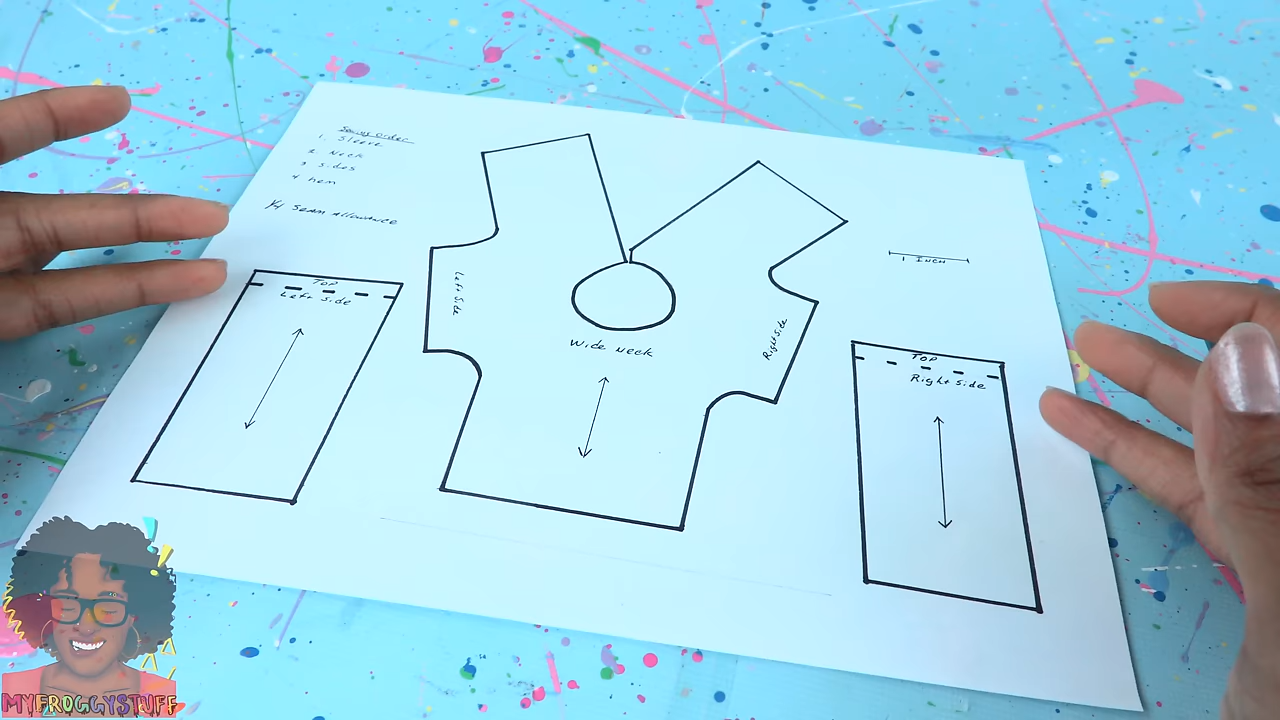 Sewing Order
1. Sleeve
2 Neck
3 Sides
4 hem
1/4 Seam Allowance
TOP
Left Side
Left Side
Wide Neck
Right Side
1 INCH
TOP
Right Side
MYFROGGYSTUFF